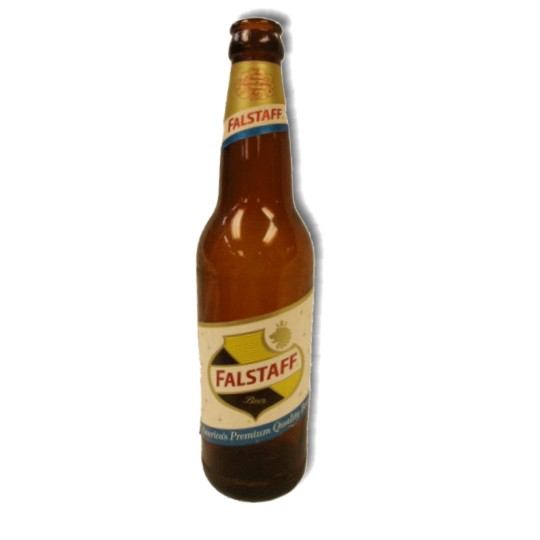 FALSTAFF
FALSTAFF
Beer
America's Premium Quality